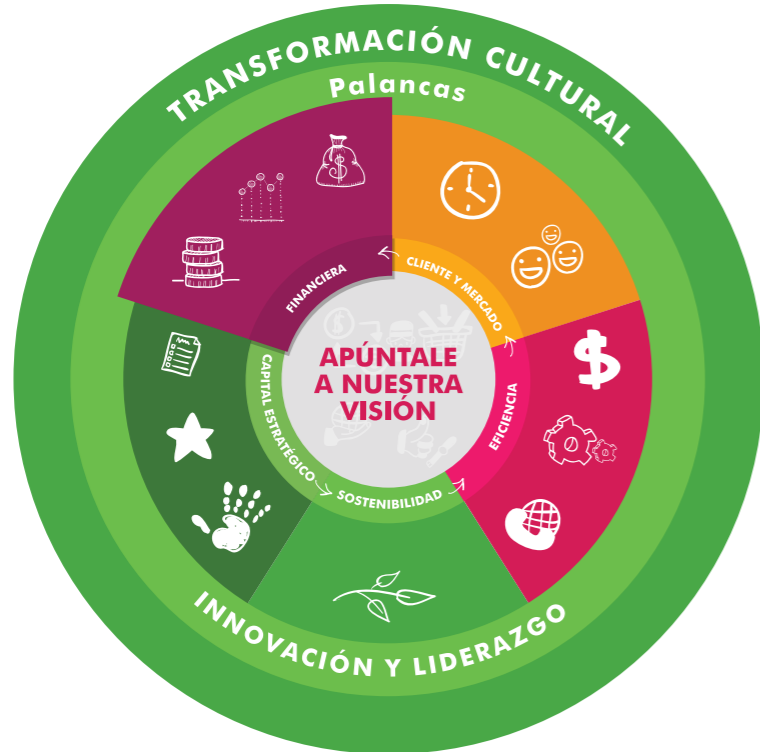 TRANSFORMACIÓN CULTURAL
Palancas
FINANCIERA
CLIENTE Y MERCADO
APÚNTALE
A NUESTRA
VISIÓN
CAPITAL ESTRATÉGICO
EFICIENCIA
SOSTENIBILIDAD
INNOVACIÓN Y LIDERAZGO